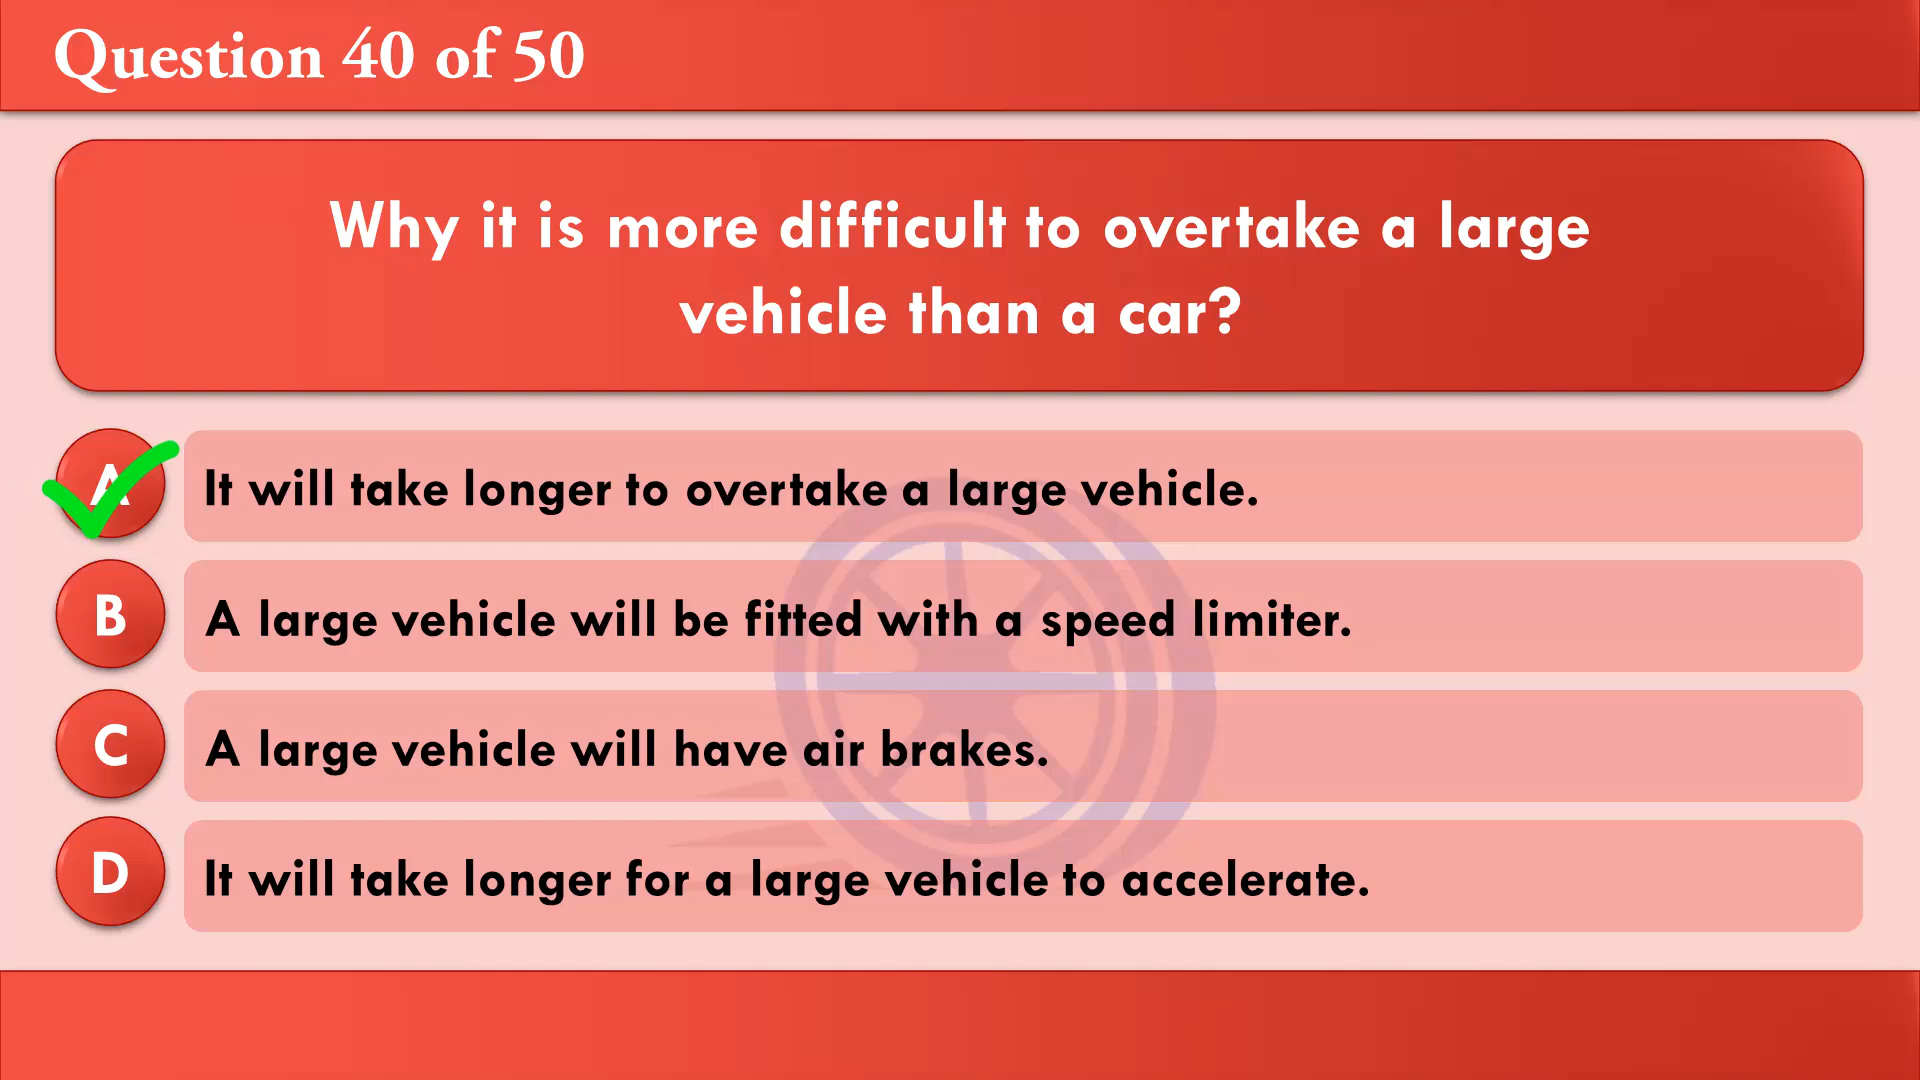 Question 40 of 50
Why it is more difficult to overtake a large
vehicle than a car?
A It will take longer to overtake a large vehicle.
B A large vehicle will be fitted with a speed limiter.
C A large vehicle will have air brakes.
D It will take longer for a large vehicle to accelerate.